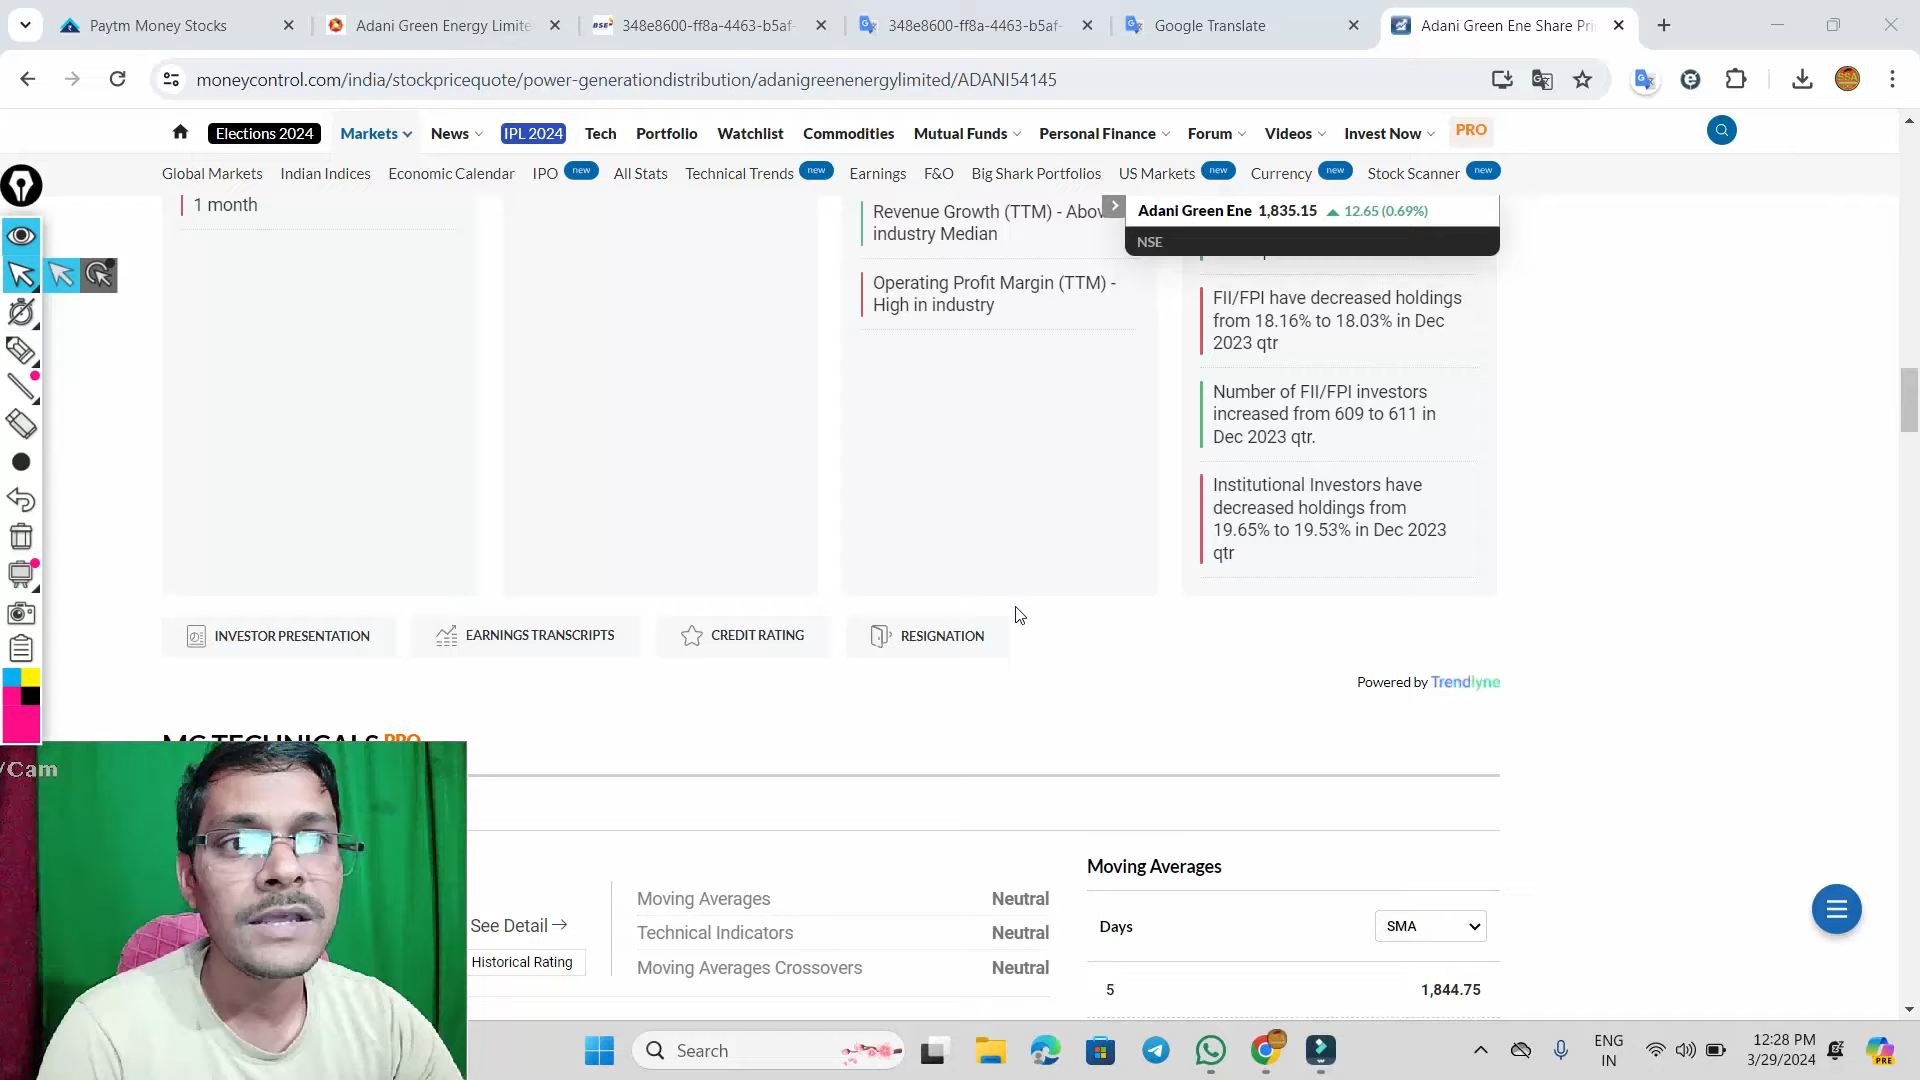 Paytm Money Stocks
Adani Green Energy Limite
BSE
348e8600-ff8a-4463-b5af-
348e8600-ff8a-4463-b5af-
Google Translate
Adani Green Ene Share Pri
moneycontrol.com/india/stockpricequote/power-generationdistribution/adanigreenenergylimited/ADANI54145
Elections 2024
Markets
News
IPL 2024
Tech
Portfolio
Watchlist
Commodities
Mutual Funds
Personal Finance
Forum
Videos
Invest Now
PRO
Global Markets
Indian Indices
Economic Calendar
IPO new
All Stats
Technical Trends new
Earnings
F&O
Big Shark Portfolios
US Markets new
Currency new
Stock Scanner new
1 month
Revenue Growth (TTM) - Abov
industry Median
Operating Profit Margin (TTM) -
High in industry
Adani Green Ene 1,835.15 12.65 (0.69%)
NSE
FII/FPI have decreased holdings
from 18.16% to 18.03% in Dec
2023 qtr
Number of FII/FPI investors
increased from 609 to 611 in
Dec 2023 qtr.
Institutional Investors have
decreased holdings from
19.65% to 19.53% in Dec 2023
qtr
INVESTOR PRESENTATION
EARNINGS TRANSCRIPTS
CREDIT RATING
RESIGNATION
Powered by Trendlyne
MC TECHNICALS PRO
Cam
See Detail
Historical Rating
Moving Averages Neutral
Technical Indicators Neutral
Moving Averages Crossovers Neutral
Moving Averages
Days SMA
5 1,844.75
Search
ENG
IN
12:28 PM
3/29/2024
PRE